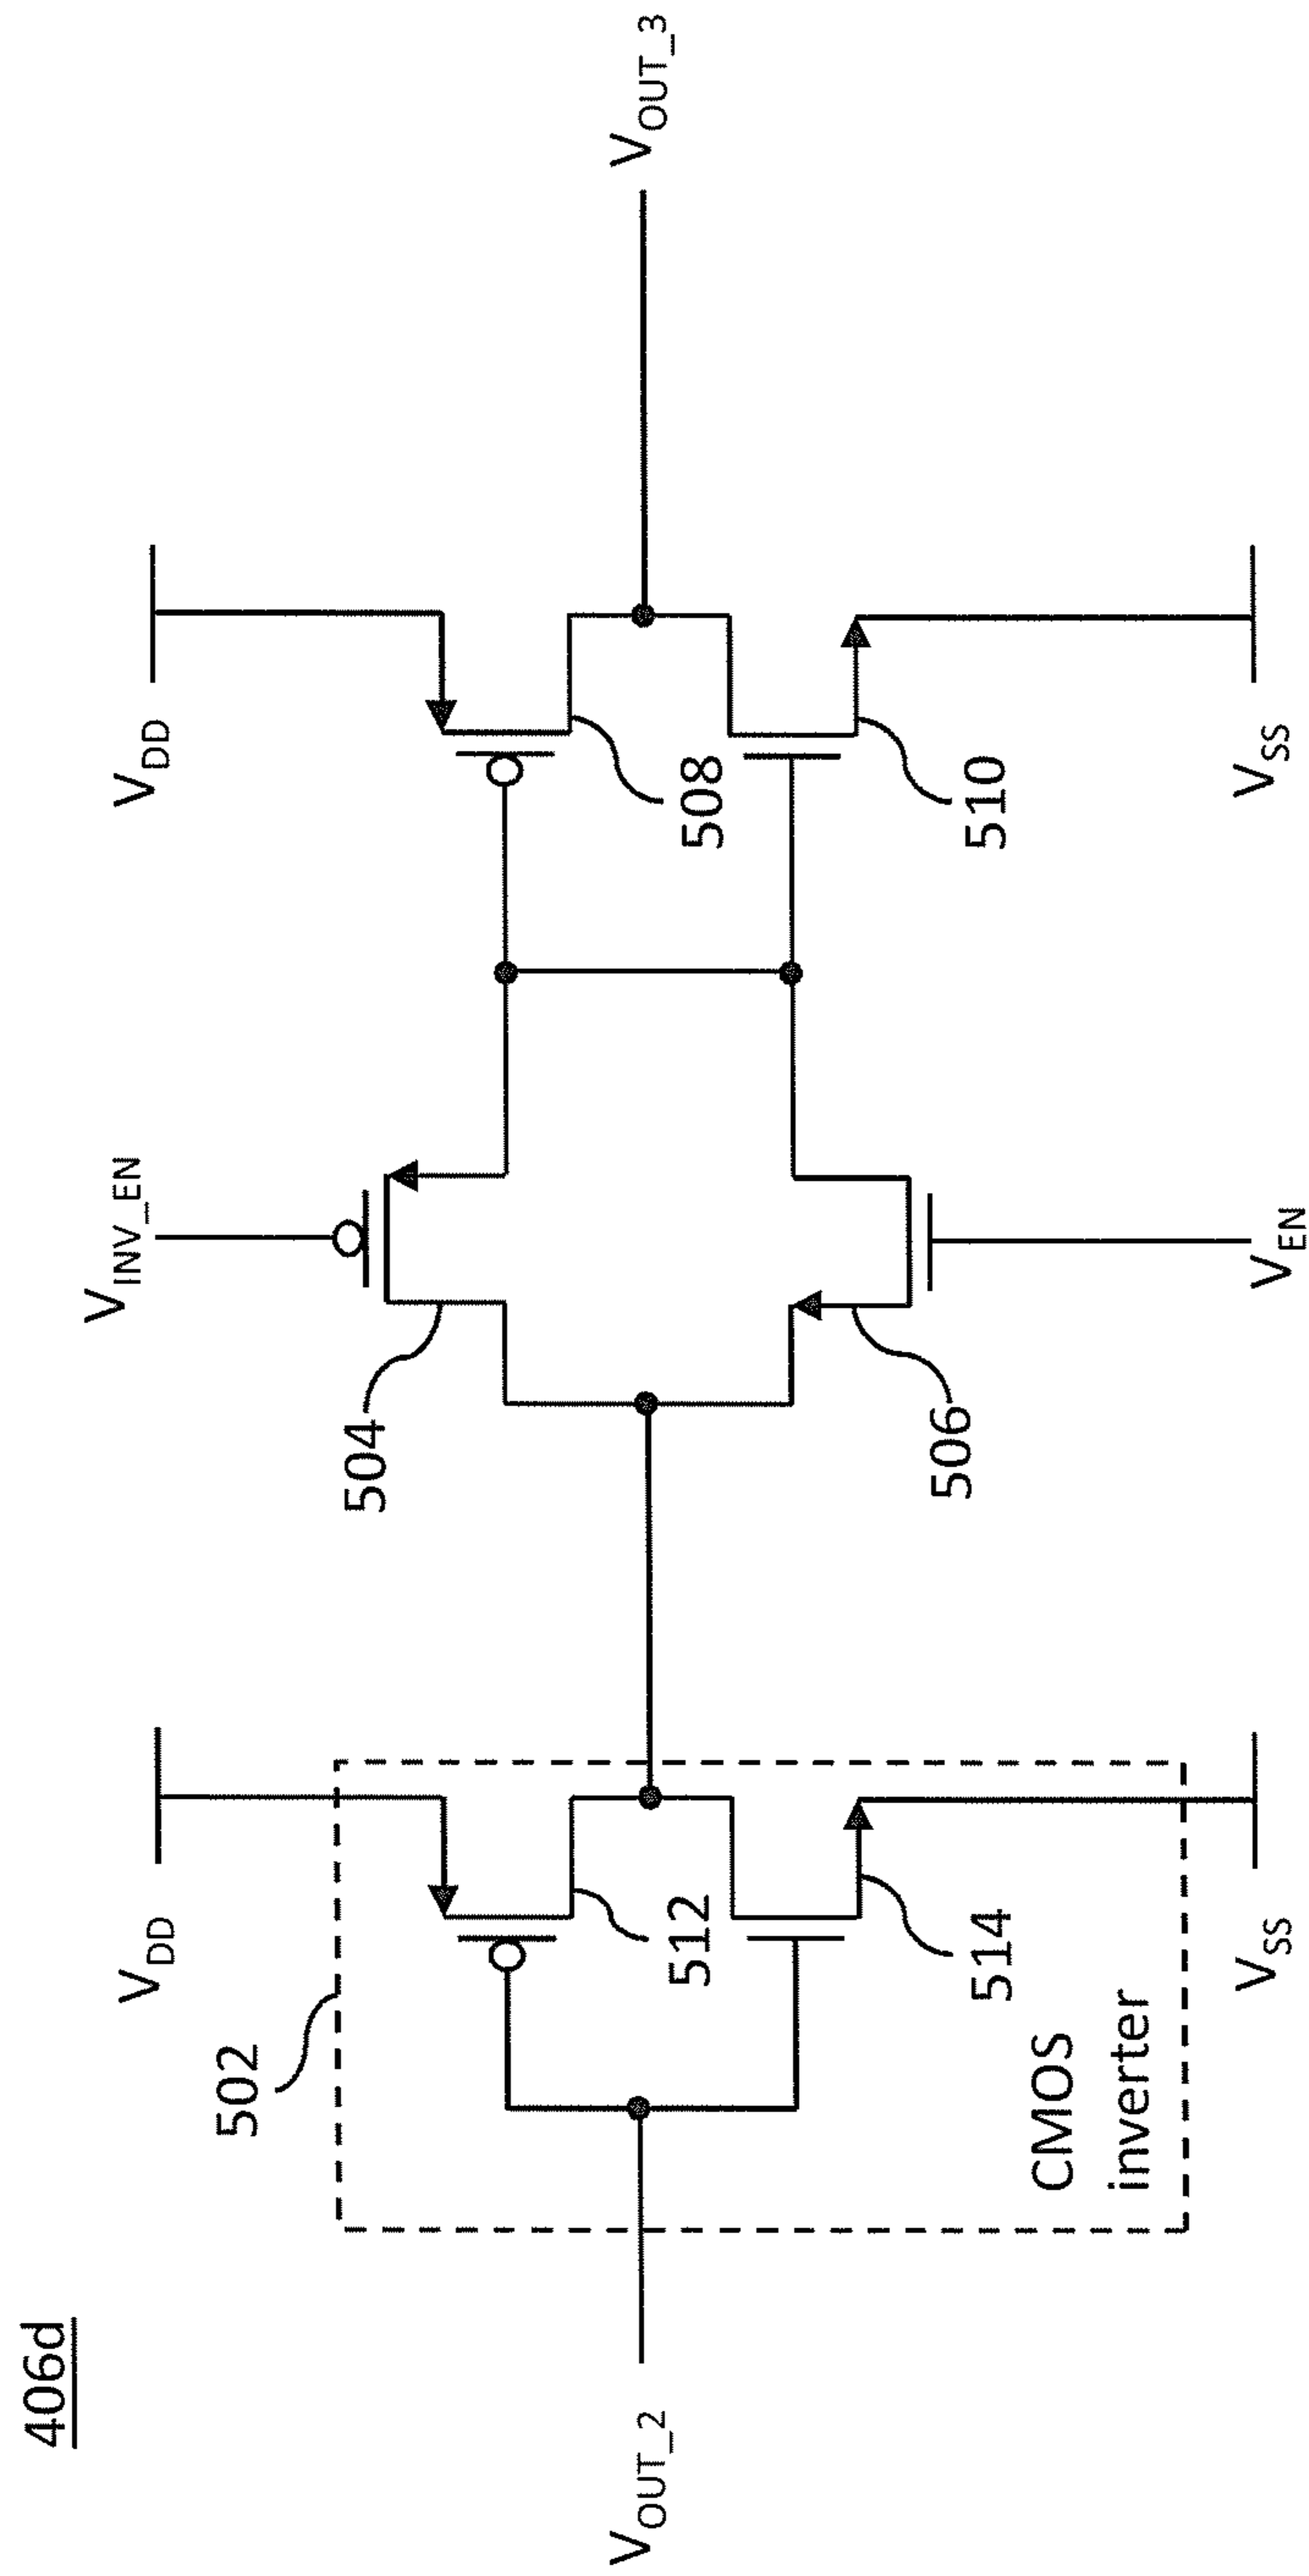 406d
V_OUT_2
502
V_DD
512
514
CMOS
inverter
V_SS
V_INV_EN
504
506
V_EN
V_DD
508
510
V_SS
V_OUT_3